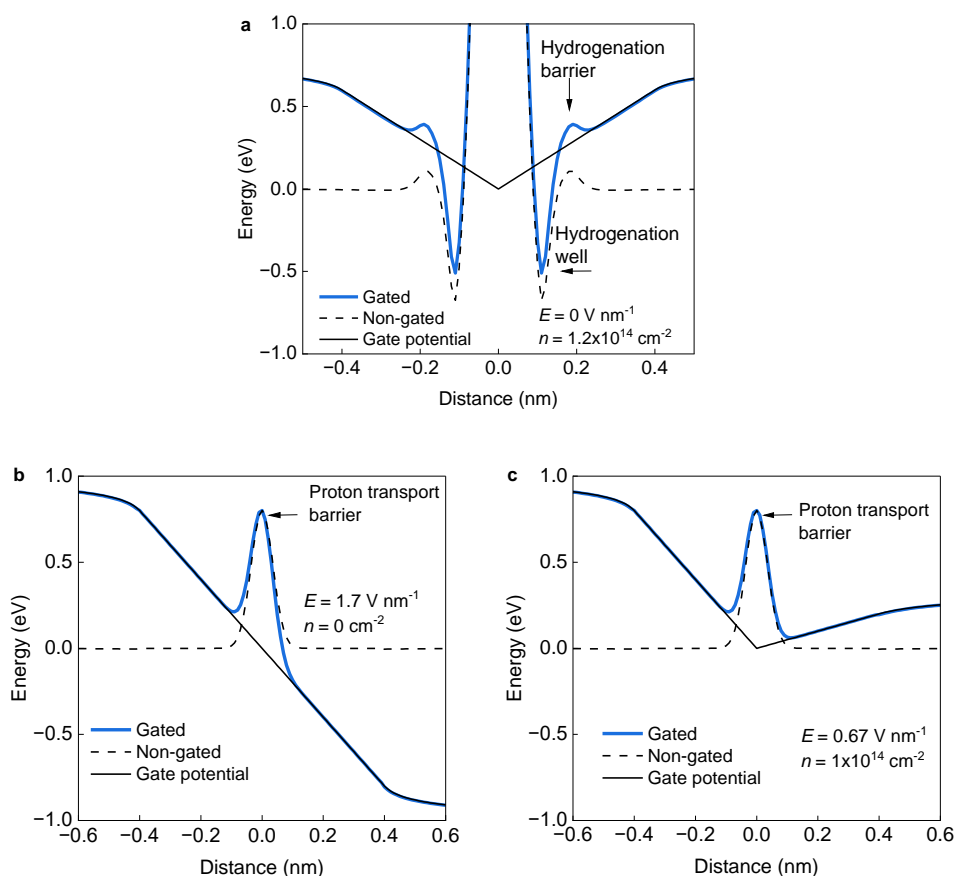 a
Hydrogenation
barrier
Hydrogenation
well
Gated
Non-gated
Gate potential
E = 0 V nm⁻¹
n = 1.2x10¹⁴ cm⁻²
1.0
0.5
0.0
−0.5
−1.0
Energy (eV)
−0.4 −0.2 0.0 0.2 0.4
Distance (nm)
b
Proton transport
barrier
E = 1.7 V nm⁻¹
n = 0 cm⁻²
Gated
Non-gated
Gate potential
1.0
0.5
0.0
−0.5
−1.0
Energy (eV)
−0.6 −0.4 −0.2 0.0 0.2 0.4 0.6
Distance (nm)
c
Proton transport
barrier
Gated
Non-gated
Gate potential
E = 0.67 V nm⁻¹
n = 1x10¹⁴ cm⁻²
1.0
0.5
0.0
−0.5
−1.0
Energy (eV)
−0.6 −0.4 −0.2 0.0 0.2 0.4 0.6
Distance (nm)